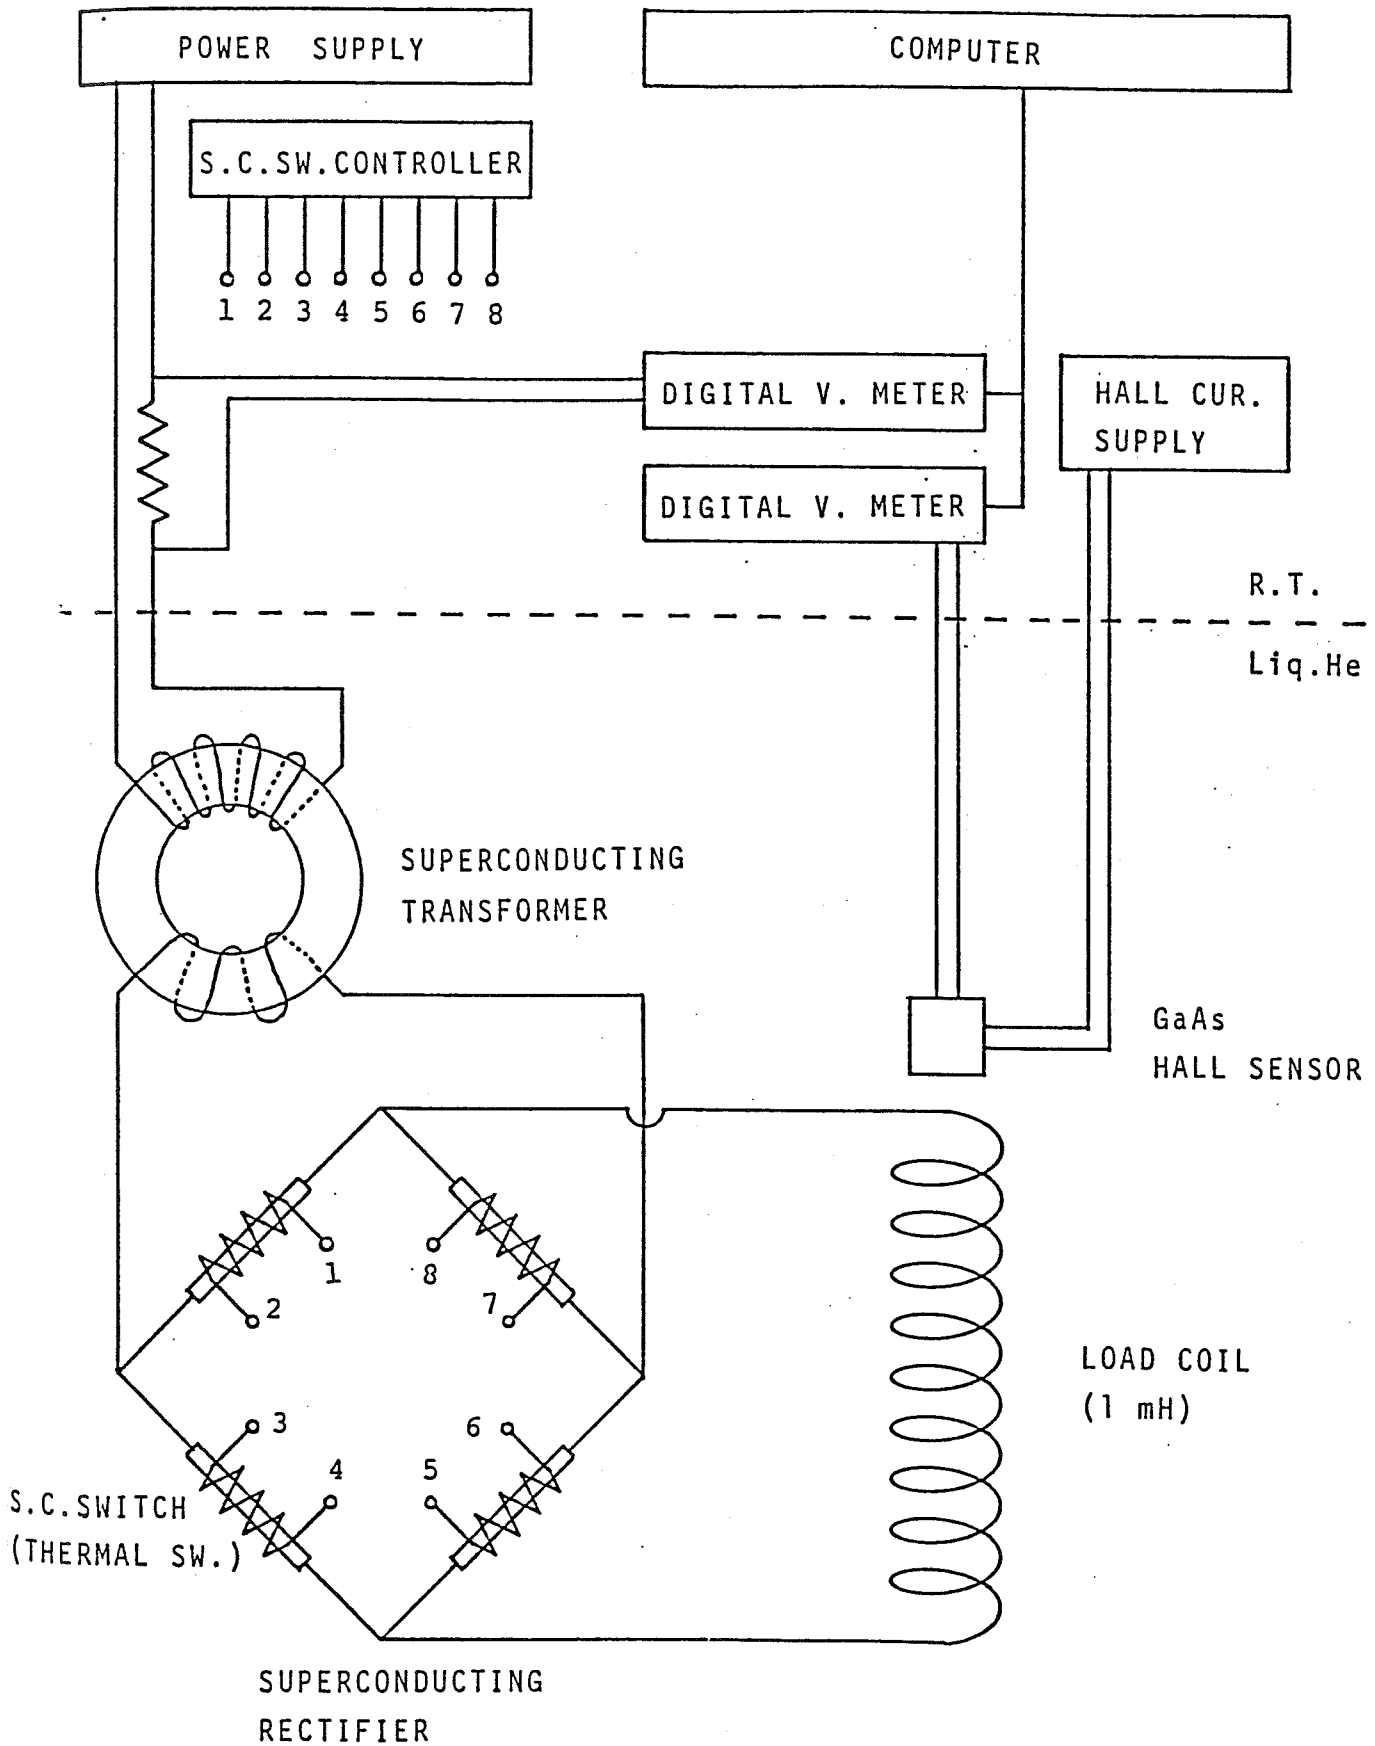 POWER SUPPLY
COMPUTER
S.C.SW.CONTROLLER
1 2 3 4 5 6 7 8
DIGITAL V. METER
HALL CUR.
SUPPLY
DIGITAL V. METER
R.T.
Liq.He
SUPERCONDUCTING
TRANSFORMER
GaAs
HALL SENSOR
1
8
2
7
LOAD COIL
(1 mH)
3
6
4
5
S.C.SWITCH
(THERMAL SW.)
SUPERCONDUCTING
RECTIFIER